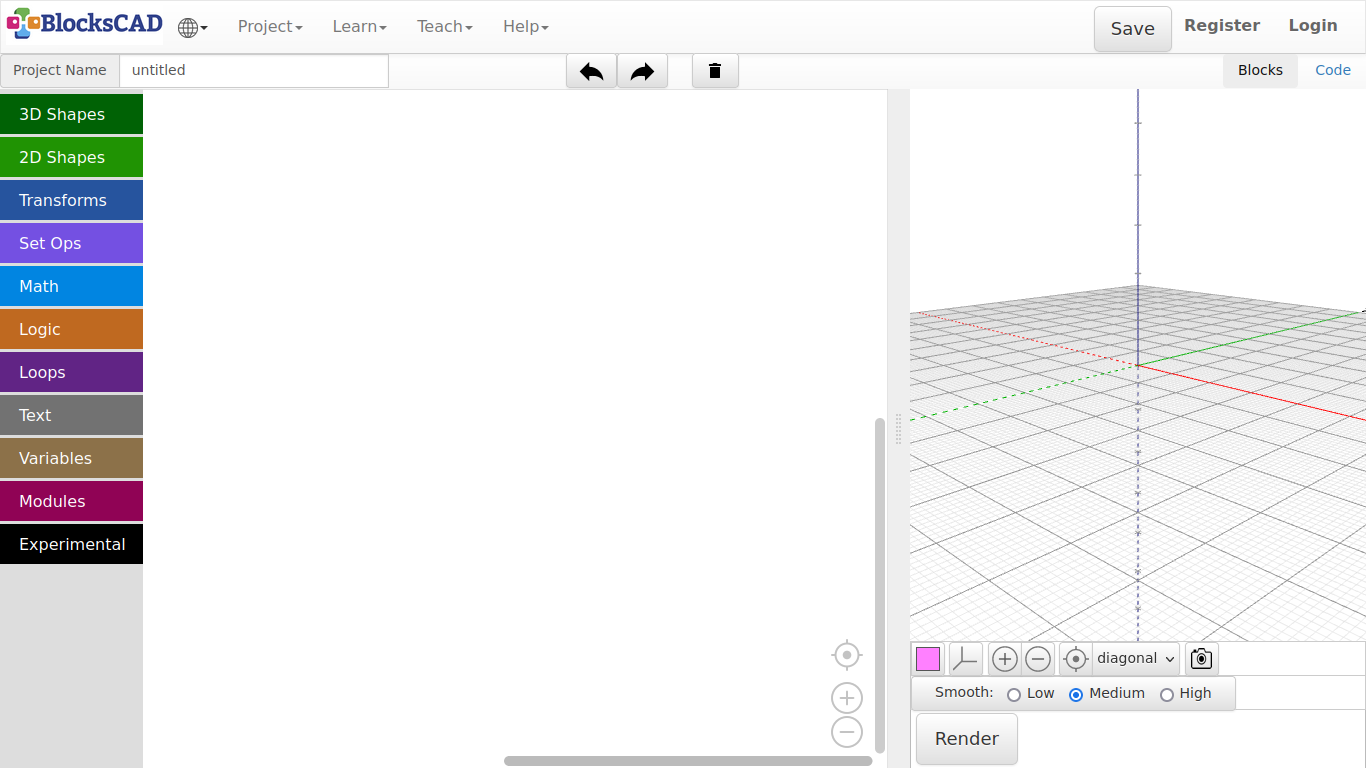 BlocksCAD
Project Learn Teach Help
Save Register Login
Project Name untitled
Blocks Code
3D Shapes
2D Shapes
Transforms
Set Ops
Math
Logic
Loops
Text
Variables
Modules
Experimental
diagonal
Smooth: Low Medium High
Render